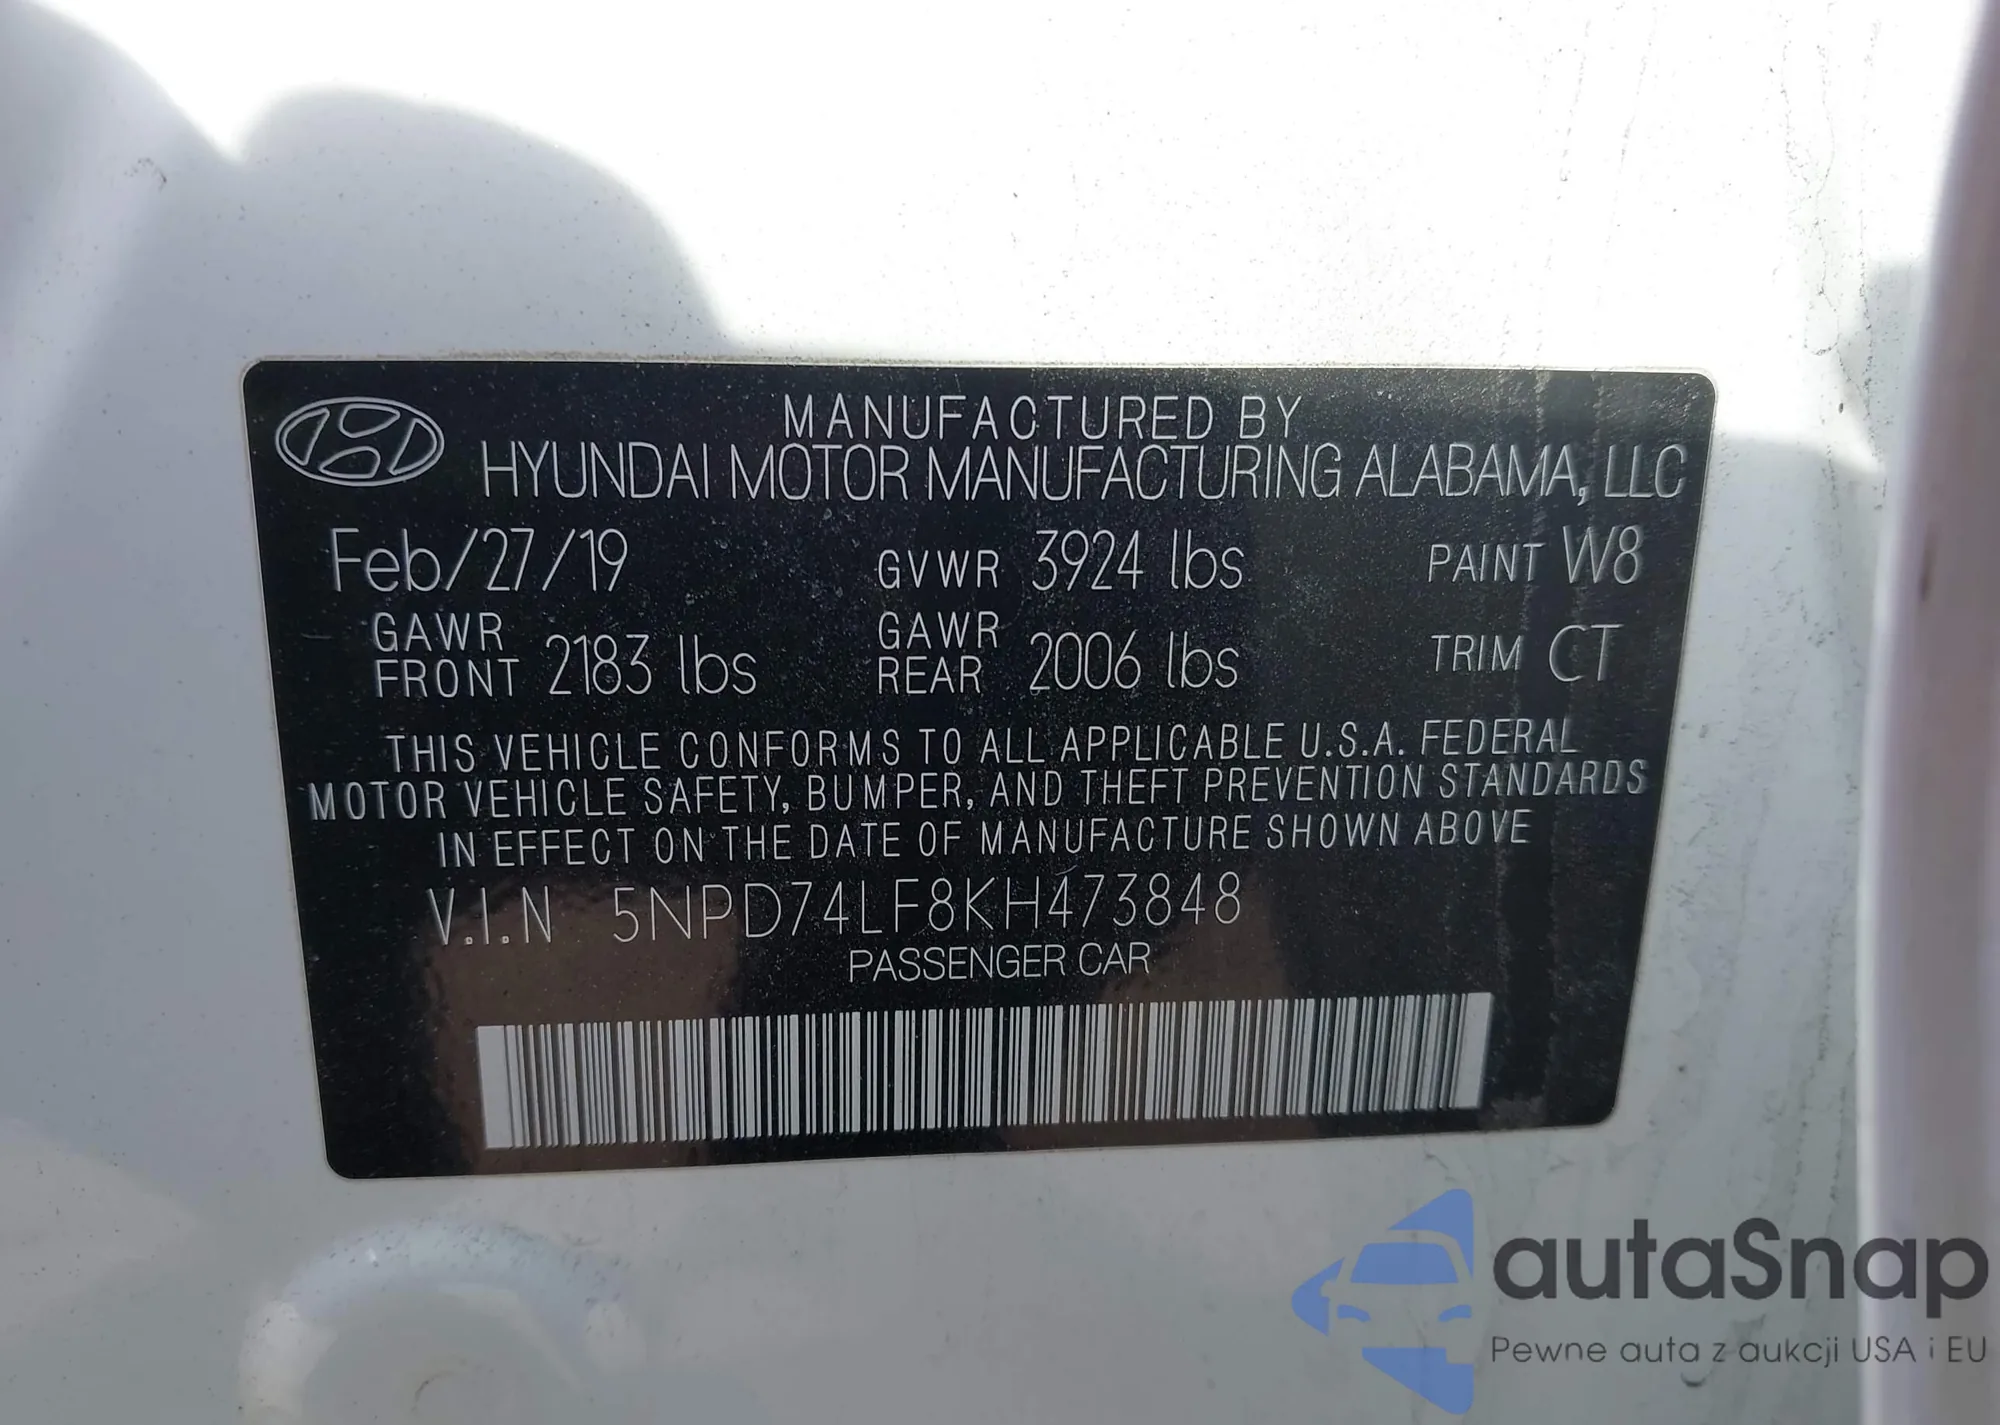 MANUFACTURED BY
HYUNDAI MOTOR MANUFACTURING ALABAMA, LLC
Feb/27/19 GVWR 3924 lbs PAINT W8
GAWR FRONT 2183 lbs GAWR REAR 2006 lbs TRIM CT
THIS VEHICLE CONFORMS TO ALL APPLICABLE U.S.A. FEDERAL
MOTOR VEHICLE SAFETY, BUMPER, AND THEFT PREVENTION STANDARDS
IN EFFECT ON THE DATE OF MANUFACTURE SHOWN ABOVE
V.I.N 5NPD74LF8KH473848
PASSENGER CAR
autaSnap
Pewne auta z aukcji USA i EU